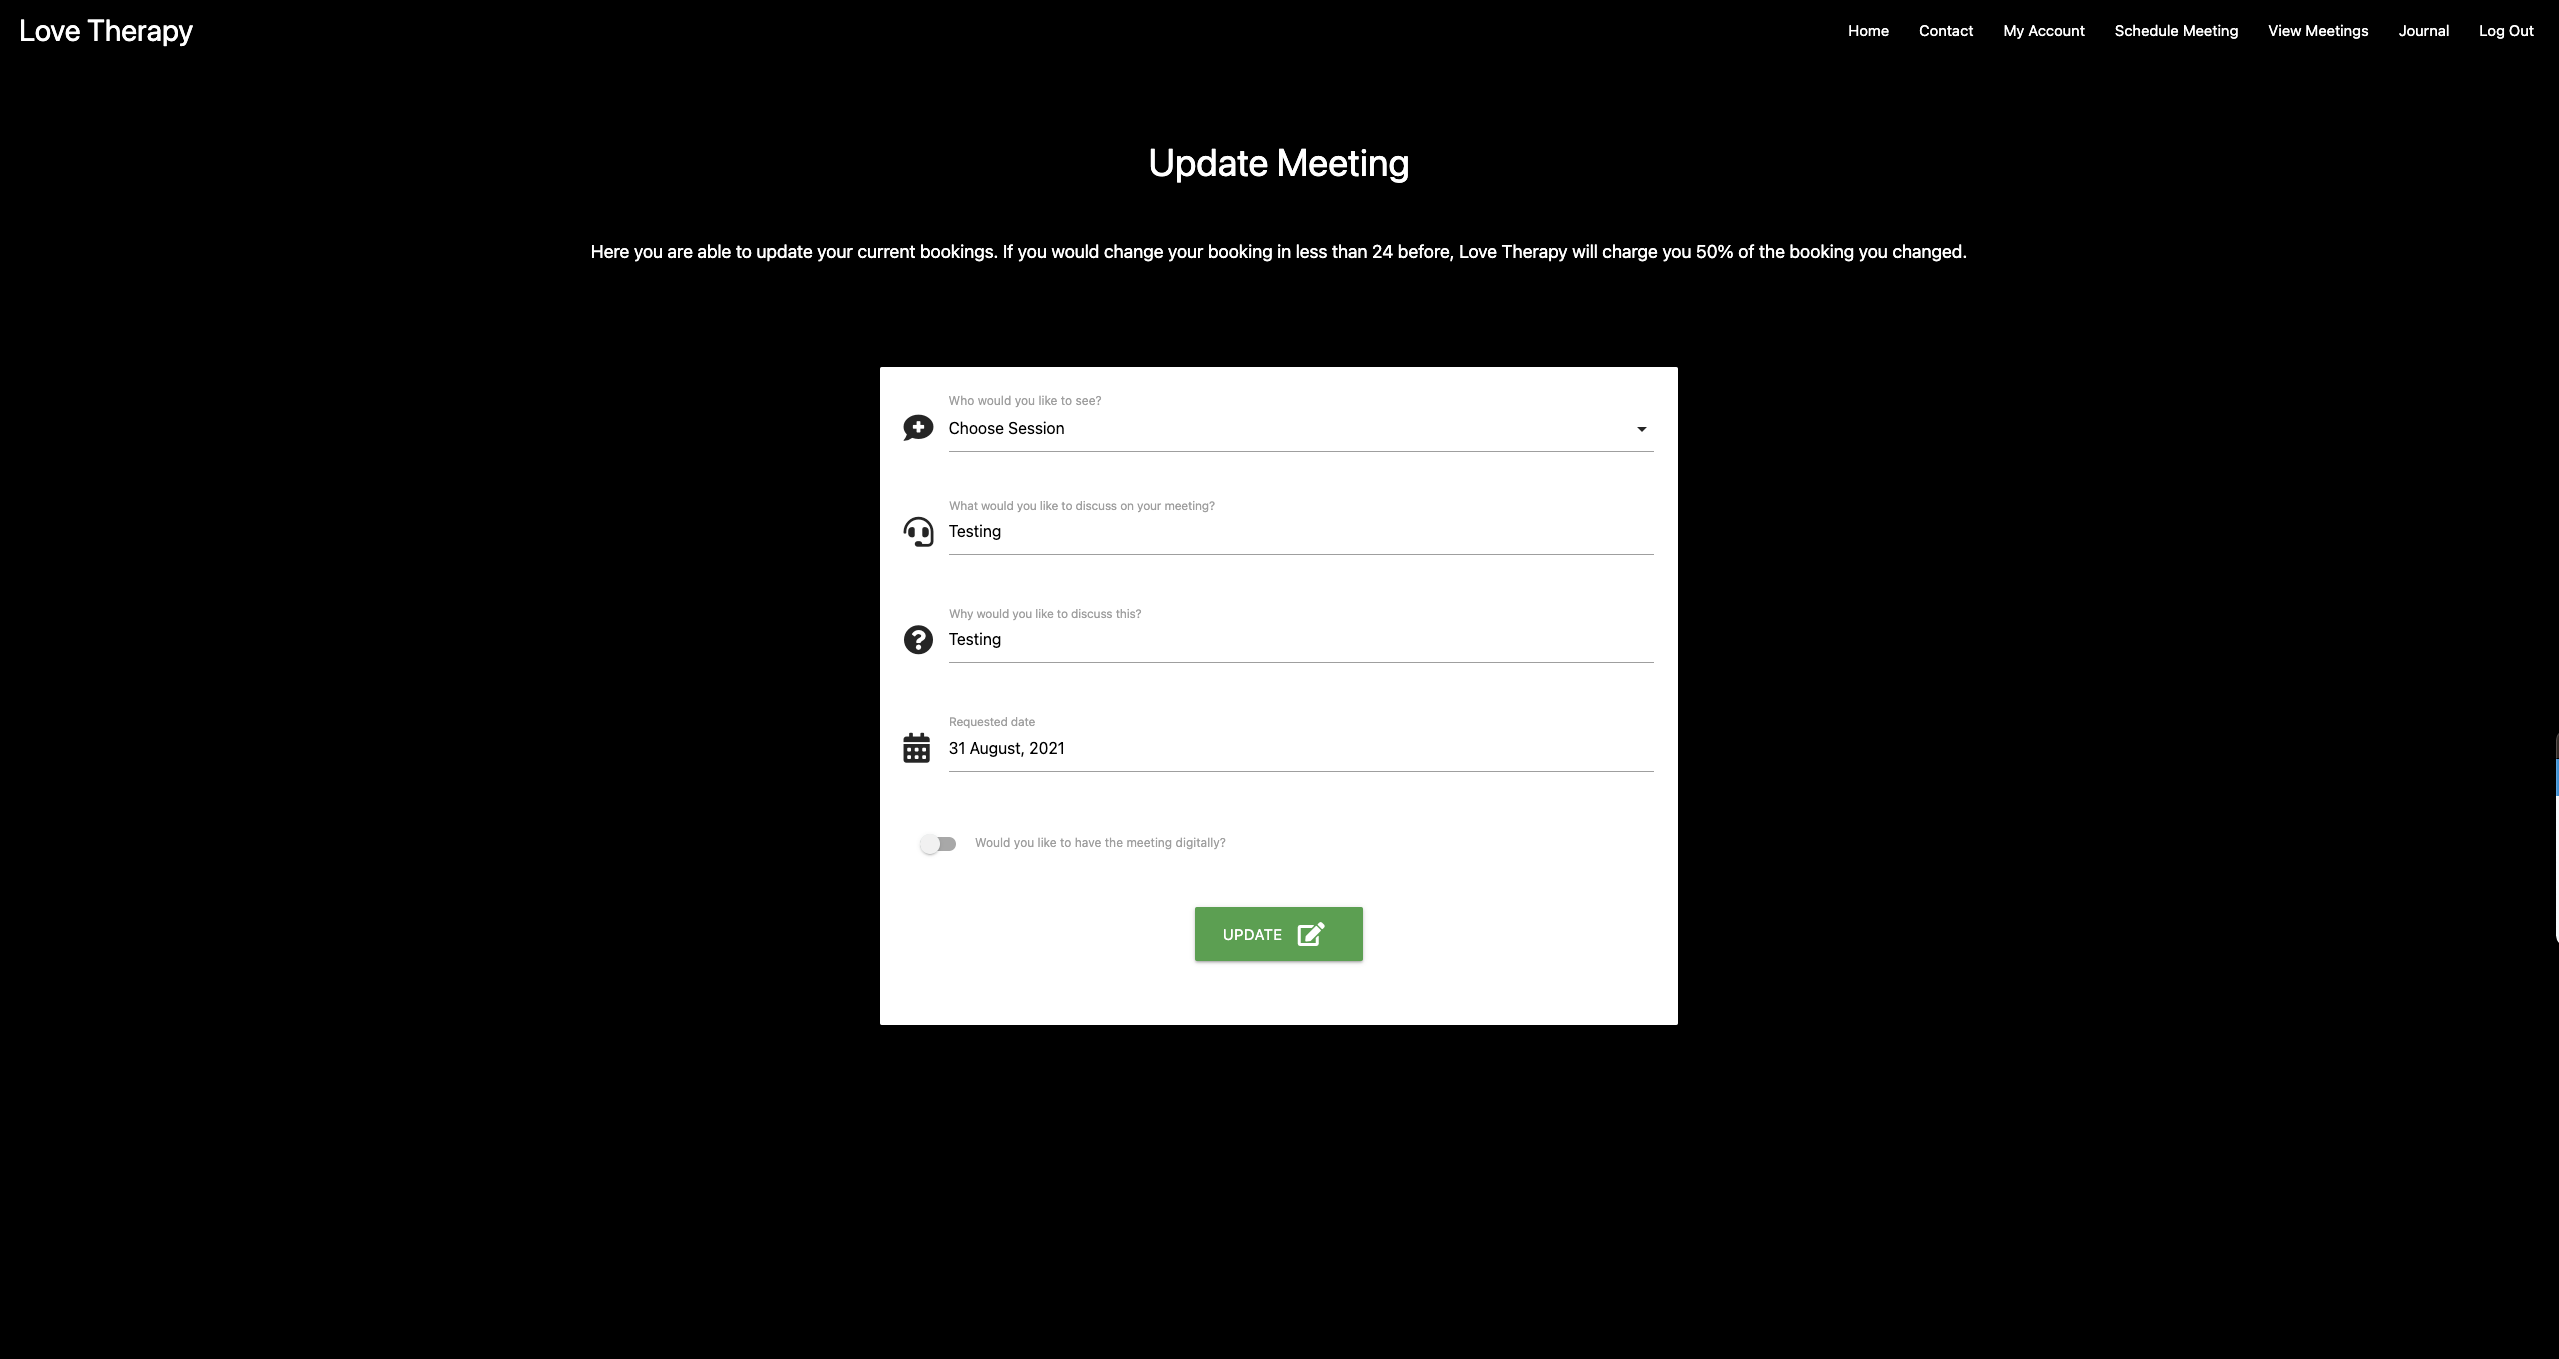 Love Therapy
Home Contact My Account Schedule Meeting View Meetings Journal Log Out
Update Meeting
Here you are able to update your current bookings. If you would change your booking in less than 24 before, Love Therapy will charge you 50% of the booking you changed.
Who would you like to see?
Choose Session
What would you like to discuss on your meeting?
Testing
Why would you like to discuss this?
Testing
Requested date
31 August, 2021
Would you like to have the meeting digitally?
UPDATE